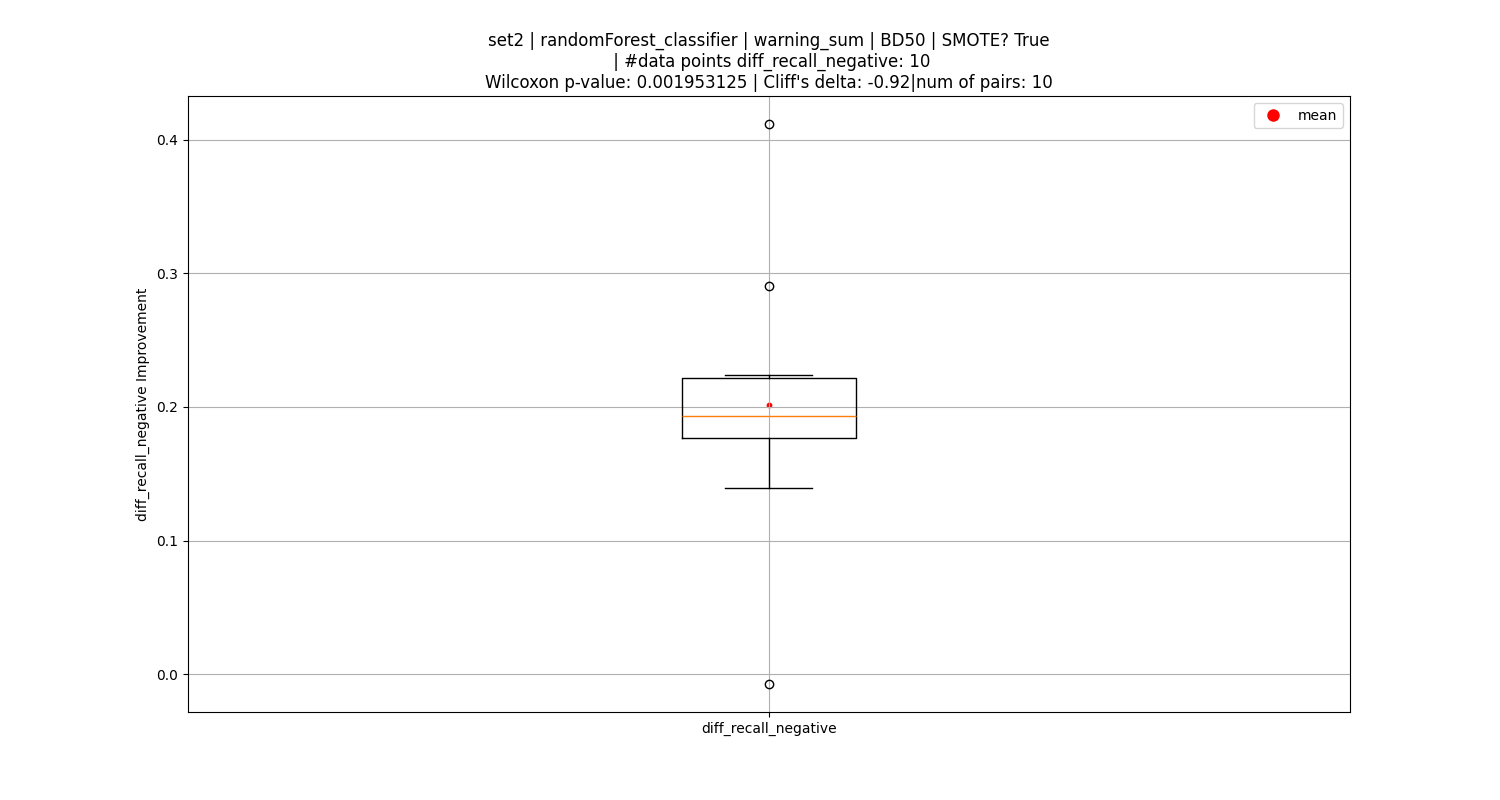 set2 | randomForest_classifier | warning_sum | BD50 | SMOTE? True
| #data points diff_recall_negative: 10
Wilcoxon p-value: 0.001953125 | Cliff's delta: -0.92|num of pairs: 10
mean
0.4
0.3
0.2
0.1
0.0
diff_recall_negative Improvement
diff_recall_negative